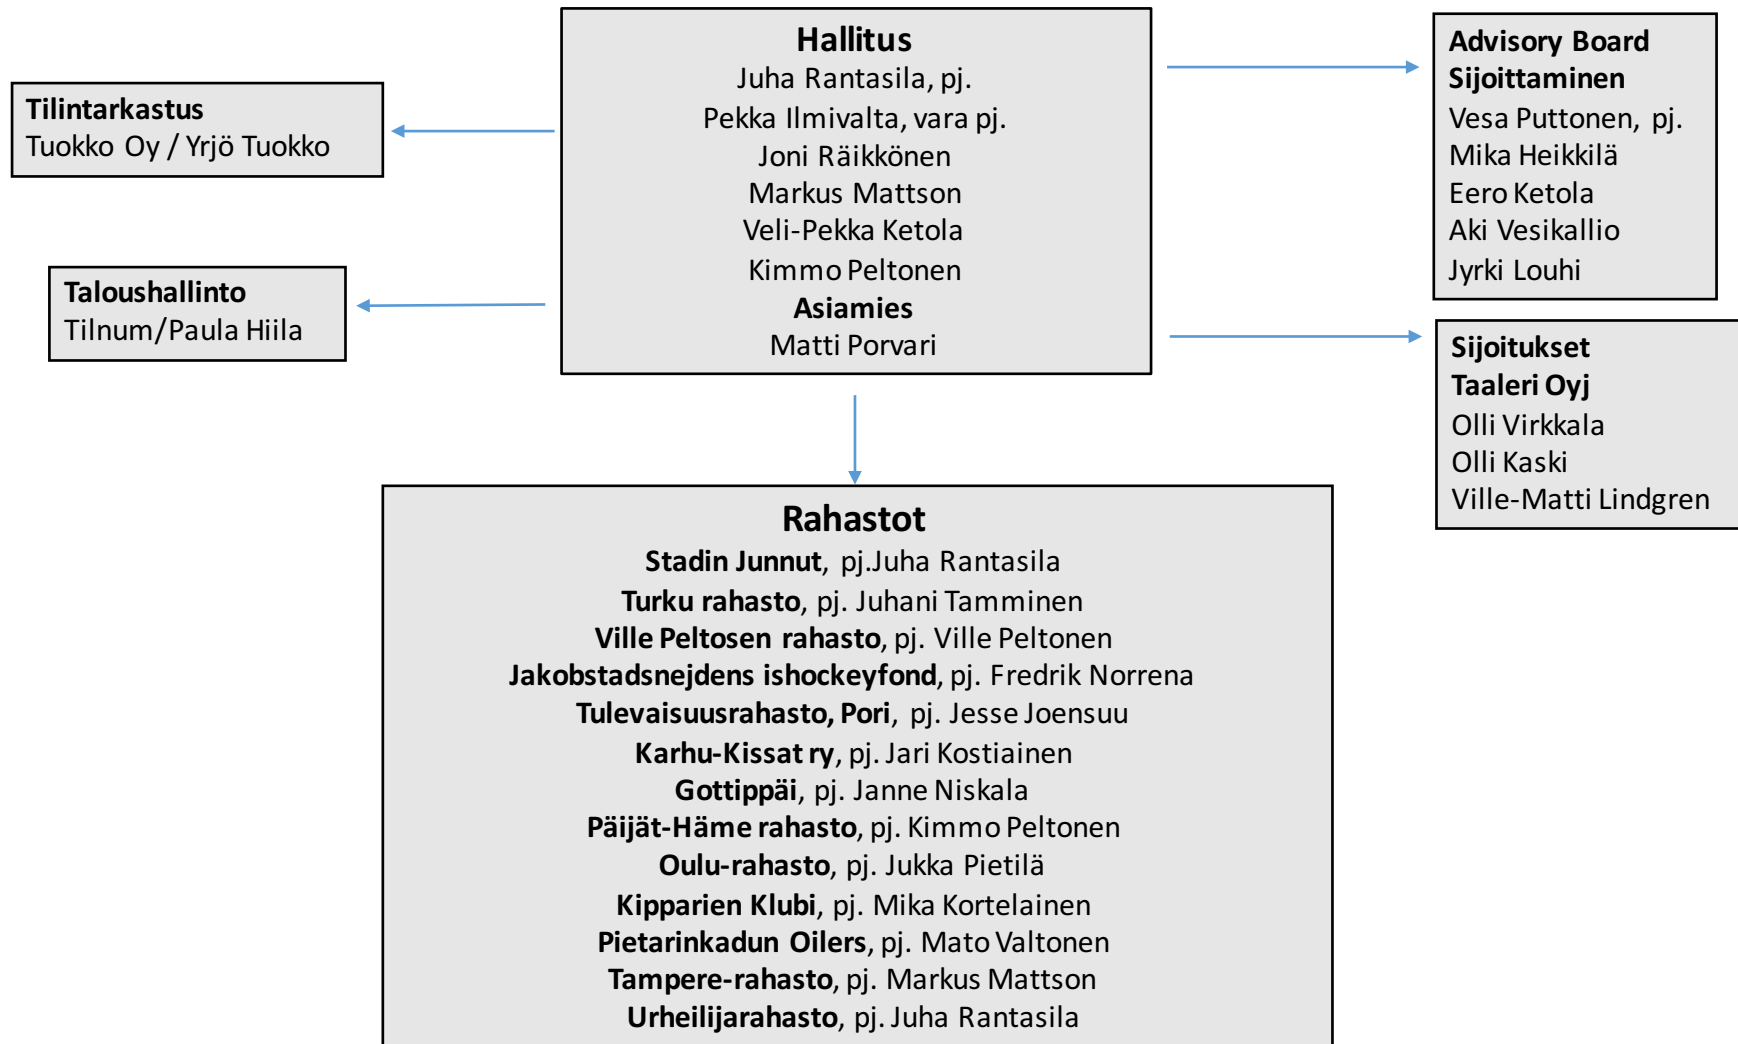 Hallitus
Juha Rantasila, pj.
Pekka Ilmivalta, vara pj.
Joni Räikkönen
Markus Mattson
Veli-Pekka Ketola
Kimmo Peltonen
Asiamies
Matti Porvari
Tilintarkastus
Tuokko Oy / Yrjö Tuokko
Taloushallinto
Tilnum/Paula Hiila
Advisory Board
Sijoittaminen
Vesa Puttonen, pj.
Mika Heikkilä
Eero Ketola
Aki Vesikallio
Jyrki Louhi
Sijoitukset
Taaleri Oyj
Olli Virkkala
Olli Kaski
Ville-Matti Lindgren
Rahastot
Stadin Junnut, pj.Juha Rantasila
Turku rahasto, pj. Juhani Tamminen
Ville Peltosen rahasto, pj. Ville Peltonen
Jakobstadsnejdens ishockeyfond, pj. Fredrik Norrena
Tulevaisuusrahasto, Pori, pj. Jesse Joensuu
Karhu-Kissat ry, pj. Jari Kostiainen
Gottippäi, pj. Janne Niskala
Päijät-Häme rahasto, pj. Kimmo Peltonen
Oulu-rahasto, pj. Jukka Pietilä
Kipparien Klubi, pj. Mika Kortelainen
Pietarinkadun Oilers, pj. Mato Valtonen
Tampere-rahasto, pj. Markus Mattson
Urheilijarahasto, pj. Juha Rantasila